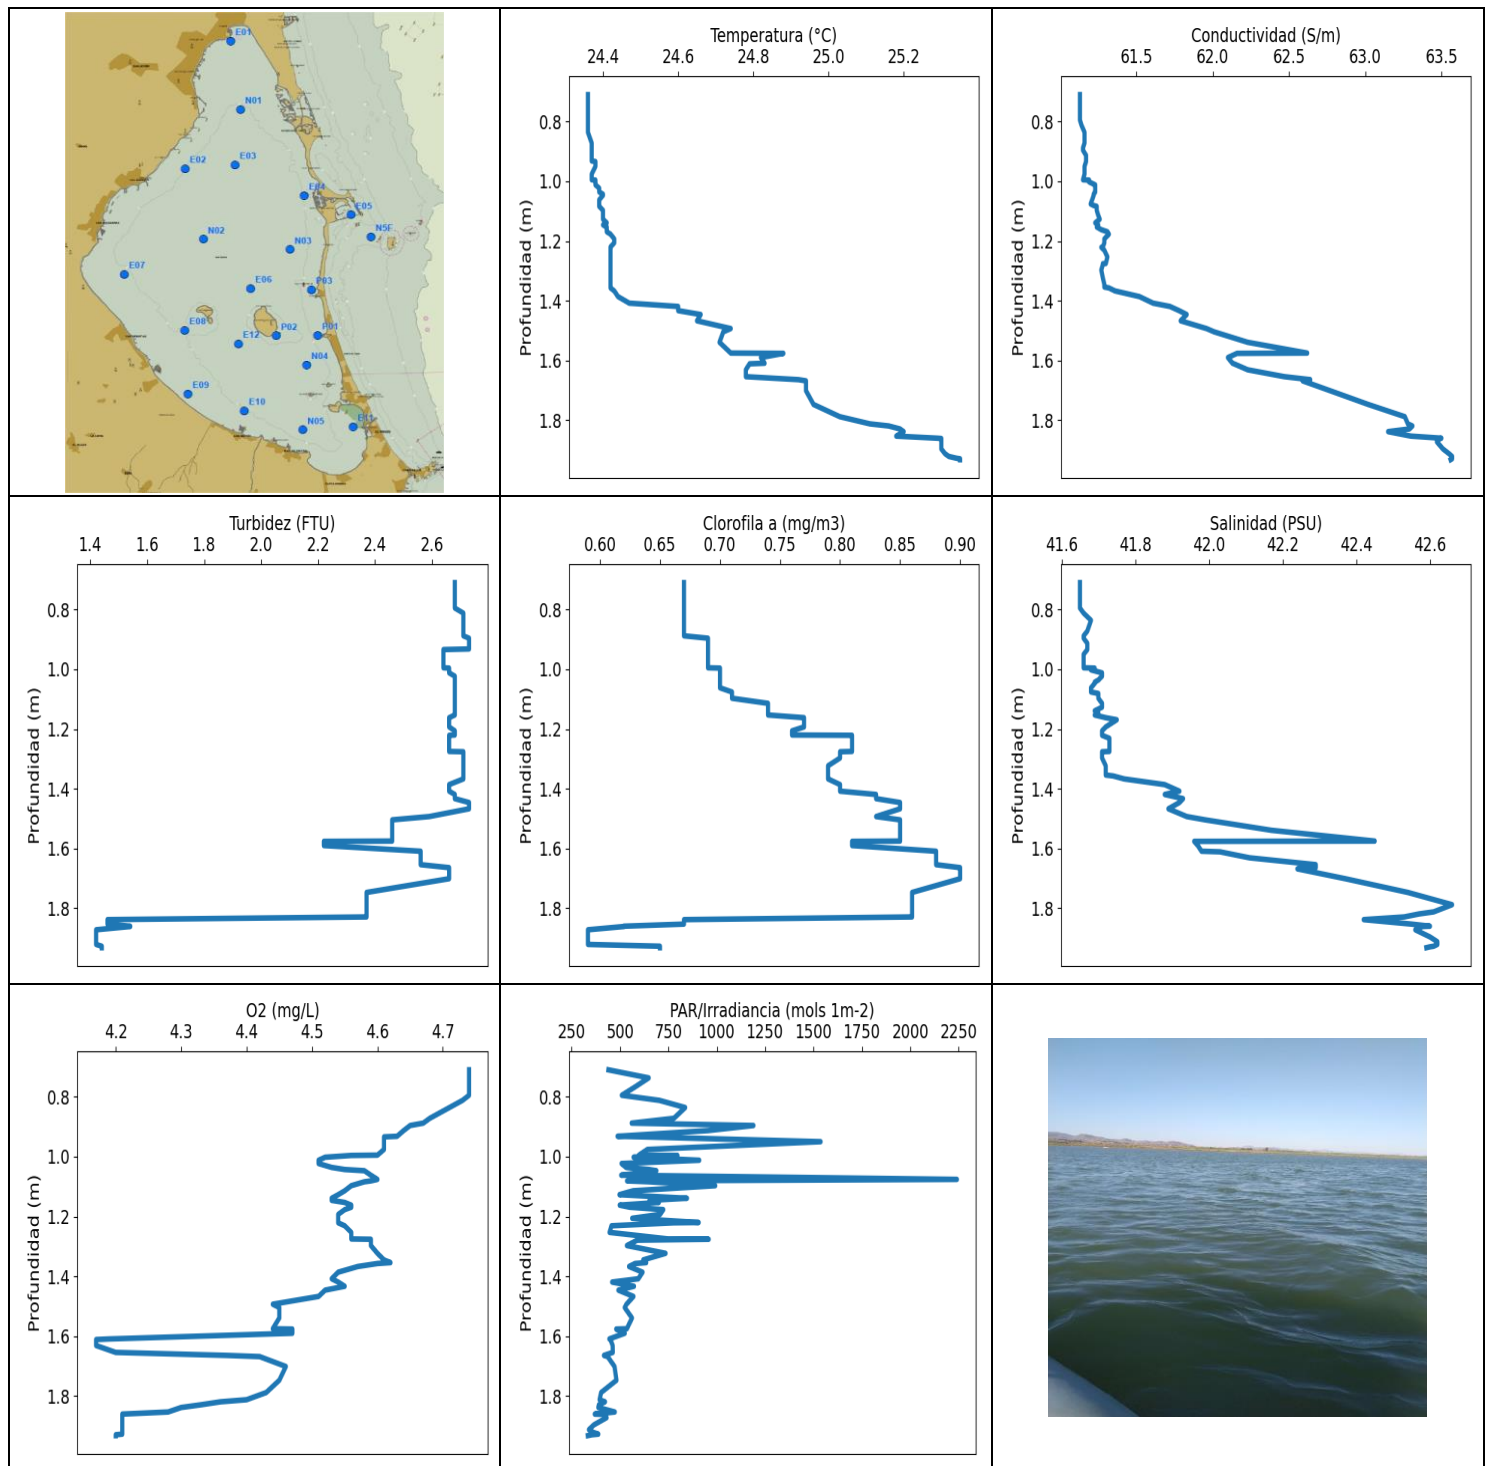 E01
N01
E02
E03
E04
E05
N5F
N02
N03
E07
E06
P03
E08
P02
P01
E12
N04
E09
E10
N05
E11
Temperatura (°C)
24.4 24.6 24.8 25.0 25.2
Profundidad (m)
0.8
1.0
1.2
1.4
1.6
1.8
Conductividad (S/m)
61.5 62.0 62.5 63.0 63.5
Profundidad (m)
0.8
1.0
1.2
1.4
1.6
1.8
Turbidez (FTU)
1.4 1.6 1.8 2.0 2.2 2.4 2.6
Profundidad (m)
0.8
1.0
1.2
1.4
1.6
1.8
Clorofila a (mg/m3)
0.60 0.65 0.70 0.75 0.80 0.85 0.90
Profundidad (m)
0.8
1.0
1.2
1.4
1.6
1.8
Salinidad (PSU)
41.6 41.8 42.0 42.2 42.4 42.6
Profundidad (m)
0.8
1.0
1.2
1.4
1.6
1.8
O2 (mg/L)
4.2 4.3 4.4 4.5 4.6 4.7
Profundidad (m)
0.8
1.0
1.2
1.4
1.6
1.8
PAR/Irradiancia (mols 1m-2)
250 500 750 1000 1250 1500 1750 2000 2250
Profundidad (m)
0.8
1.0
1.2
1.4
1.6
1.8